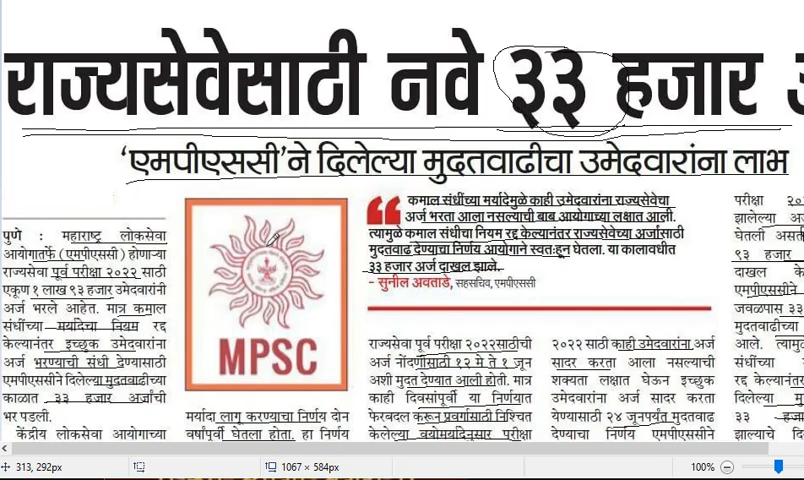 राज्यसेवेसाठी नवे ३३ हजार
'एमपीएससी'ने दिलेल्या मुदतवाढीचा उमेदवारांना लाभ
पुणे : महाराष्ट्र लोकसेवा
आयोगातर्फे (एमपीएससी) होणाऱ्या
राज्यसेवा पूर्व परीक्षा २०२२ साठी
एकूण १ लाख ९३ हजार उमेदवारांनी
अर्ज भरले आहेत. मात्र कमाल
संधींच्या मर्यादेचा नियम रद्द
केल्यानंतर इच्छुक उमेदवारांना
अर्ज भरण्याची संधी देण्यासाठी
एमपीएससीने दिलेल्या मुदतवाढीच्या
काळात ३३ हजार अर्जांची
भर पडली.
केंद्रीय लोकसेवा आयोगाच्या
MPSC
मर्यादा लागू करण्याचा निर्णय दोन
वर्षांपूर्वी घेतला होता. हा निर्णय
कमाल संधींच्या मर्यादेमुळे काही उमेदवारांना राज्यसेवेचा
अर्ज भरता आला नसल्याची बाब आयोगाच्या लक्षात आली.
त्यामुळे कमाल संधीचा नियम रद्द केल्यानंतर राज्यसेवेच्या अर्जासाठी
मुदतवाढ देण्याचा निर्णय आयोगाने स्वतःहून घेतला. या कालावधीत
३३ हजार अर्ज दाखल झाले.
- सुनील अवताडे, सहसचिव, एमपीएससी
राज्यसेवा पूर्व परीक्षा २०२२साठीची
अर्ज नोंदणीसाठी १२ मे ते १ जून
अशी मुदत देण्यात आली होती. मात्र
काही दिवसांपूर्वी या निर्णयात
फेरबदल करून प्रवर्गासाठी निश्चित
केलेल्या वयोमर्यादेनुसार परीक्षा
२०२२ साठी काही उमेदवारांना अर्ज
सादर करता आला नसल्याची
शक्यता लक्षात घेऊन इच्छुक
उमेदवारांना अर्ज सादर करता
येण्यासाठी २४ जूनपर्यंत मुदतवाढ
देण्याचा निर्णय एमपीएससीने
परीक्षा
झालेल्या
घेतली
९३ हजार
दाखल
एमपीएससीने
जवळपास ३३
मुदतवाढीच्या
आले.
संधींच्या
रद्द केल्यानंतर
दिलेल्या
३३
झाल्याचे
313, 292px
1067 × 584px
100%